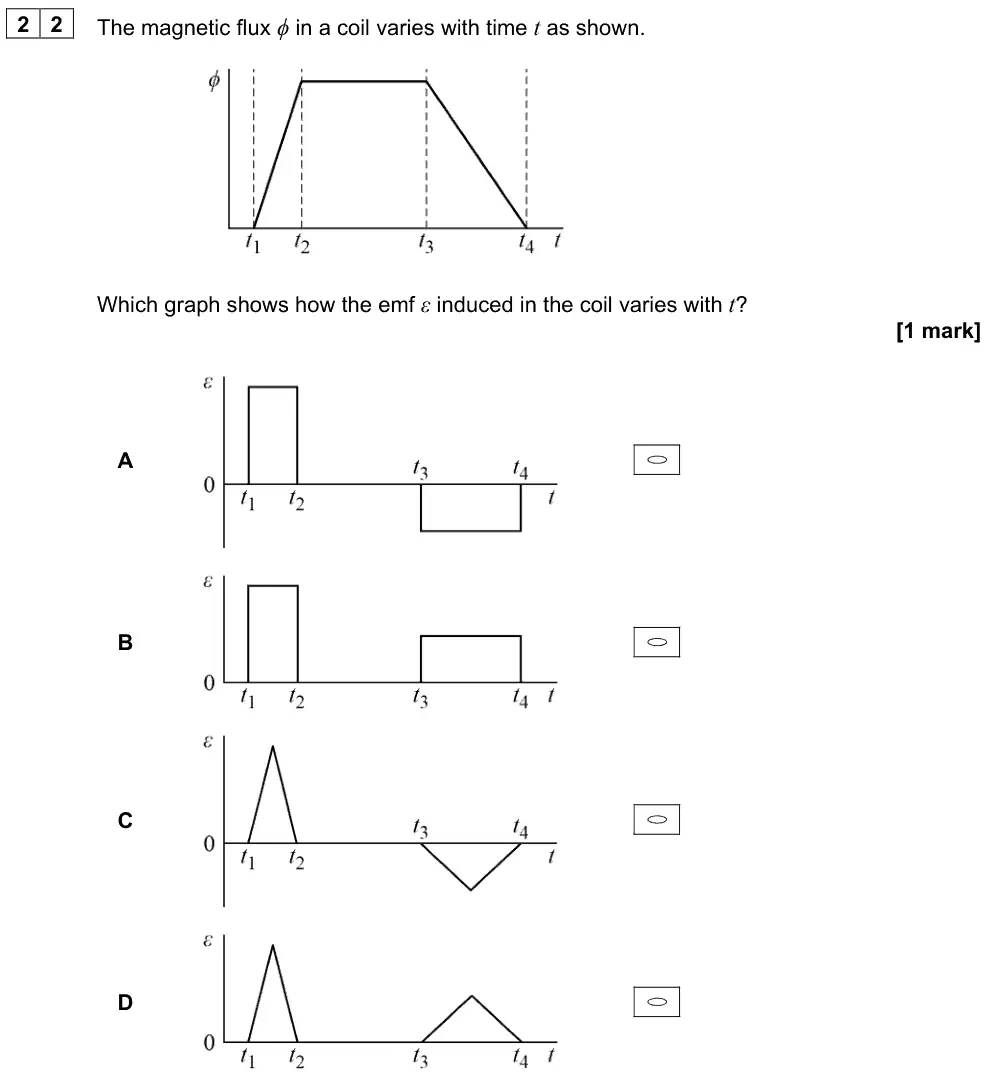 2 2 The magnetic flux ϕ in a coil varies with time t as shown.
ϕ
t₁ t₂ t₃ t₄ t
Which graph shows how the emf ε induced in the coil varies with t?
[1 mark]
ε
A
t₃ t₄
0
t₁ t₂ t
ε
B
0
t₁ t₂ t₃ t₄ t
ε
C
t₃ t₄
0
t₁ t₂ t
ε
D
0
t₁ t₂ t₃ t₄ t